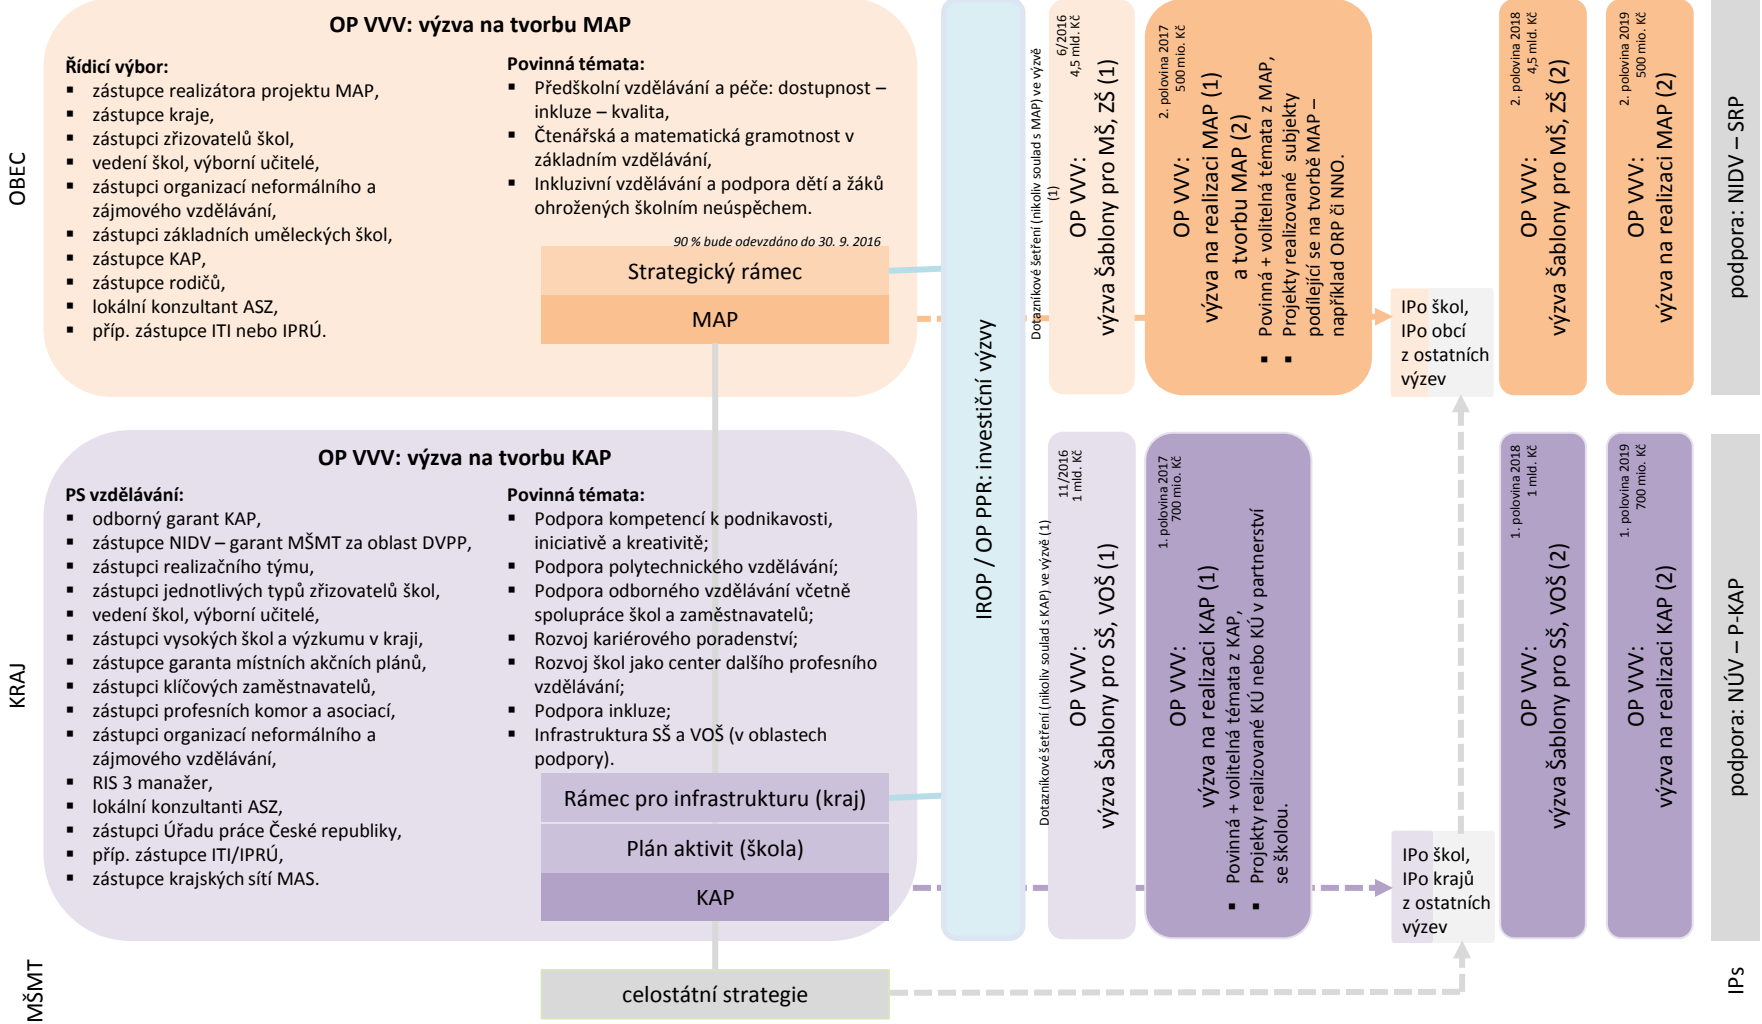 OBEC
OP VVV: výzva na tvorbu MAP
Řídicí výbor:
▪ zástupce realizátora projektu MAP,
▪ zástupce kraje,
▪ zástupci zřizovatelů škol,
▪ vedení škol, výborní učitelé,
▪ zástupci organizací neformálního a
zájmového vzdělávání,
▪ zástupci základních uměleckých škol,
▪ zástupce KAP,
▪ zástupce rodičů,
▪ lokální konzultant ASZ,
▪ příp. zástupce ITI nebo IPRÚ.
Povinná témata:
▪ Předškolní vzdělávání a péče: dostupnost –
inkluze – kvalita,
▪ Čtenářská a matematická gramotnost v
základním vzdělávání,
▪ Inkluzivní vzdělávání a podpora dětí a žáků
ohrožených školním neúspěchem.
90 % bude odevzdáno do 30. 9. 2016
Strategický rámec
MAP
KRAJ
OP VVV: výzva na tvorbu KAP
PS vzdělávání:
▪ odborný garant KAP,
▪ zástupce NIDV – garant MŠMT za oblast DVPP,
▪ zástupci realizačního týmu,
▪ zástupci jednotlivých typů zřizovatelů škol,
▪ vedení škol, výborní učitelé,
▪ zástupci vysokých škol a výzkumu v kraji,
▪ zástupce garanta místních akčních plánů,
▪ zástupci klíčových zaměstnavatelů,
▪ zástupci profesních komor a asociací,
▪ zástupci organizací neformálního a
zájmového vzdělávání,
▪ RIS 3 manažer,
▪ lokální konzultanti ASZ,
▪ zástupci Úřadu práce České republiky,
▪ příp. zástupce ITI/IPRÚ,
▪ zástupce krajských sítí MAS.
Povinná témata:
▪ Podpora kompetencí k podnikavosti,
iniciativě a kreativitě;
▪ Podpora polytechnického vzdělávání;
▪ Podpora odborného vzdělávání včetně
spolupráce škol a zaměstnavatelů;
▪ Rozvoj kariérového poradenství;
▪ Rozvoj škol jako center dalšího profesního
vzdělávání;
▪ Podpora inkluze;
▪ Infrastruktura SŠ a VOŠ (v oblastech
podpory).
Rámec pro infrastrukturu (kraj)
Plán aktivit (škola)
KAP
MŠMT
celostátní strategie
IROP / OP PPR: investiční výzvy
Dotazníkové šetření (nikoliv soulad s MAP) ve výzvě
(1)
6/2016
4,5 mld. Kč
OP VVV:
výzva Šablony pro MŠ, ZŠ (1)
2. polovina 2017
500 mio. Kč
OP VVV:
výzva na realizaci MAP (1)
a tvorbu MAP (2)
▪ Povinná + volitelná témata z MAP,
▪ Projekty realizované subjekty
podílející se na tvorbě MAP –
například ORP či NNO.
IPo škol,
IPo obcí
z ostatních
výzev
2. polovina 2018
4,5 mld. Kč
OP VVV:
výzva Šablony pro MŠ, ZŠ (2)
2. polovina 2019
500 mio. Kč
OP VVV:
výzva na realizaci MAP (2)
podpora: NIDV – SRP
Dotazníkové šetření (nikoliv soulad s KAP) ve výzvě (1)
11/2016
1 mld. Kč
OP VVV:
výzva Šablony pro SŠ, VOŠ (1)
1. polovina 2017
700 mio. Kč
OP VVV:
výzva na realizaci KAP (1)
▪ Povinná + volitelná témata z KAP,
▪ Projekty realizované KÚ nebo KÚ v partnerství
se školou.
IPo škol,
IPo krajů
z ostatních
výzev
1. polovina 2018
1 mld. Kč
OP VVV:
výzva Šablony pro SŠ, VOŠ (2)
1. polovina 2019
700 mio. Kč
OP VVV:
výzva na realizaci KAP (2)
podpora: NÚV – P-KAP
IPs